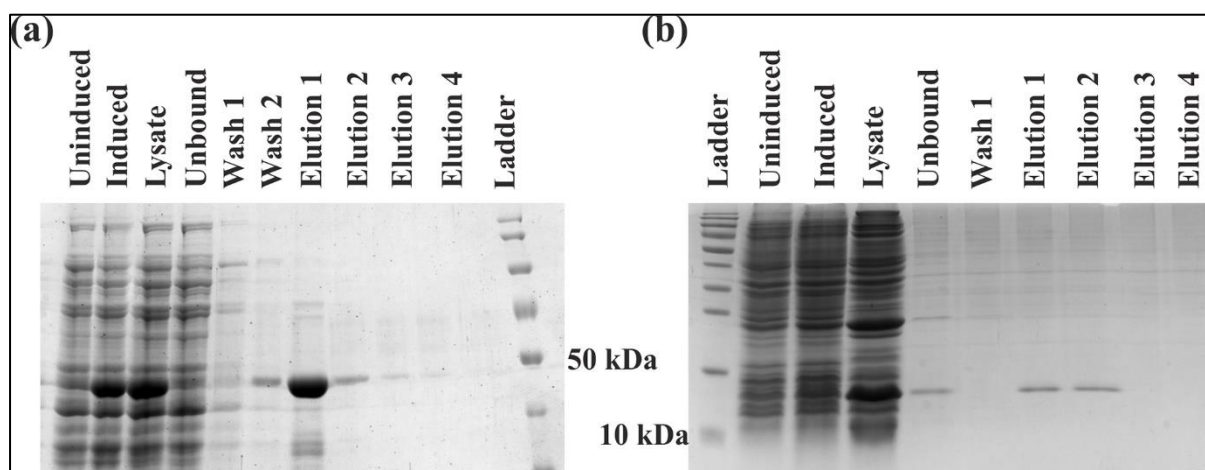 (a)
Uninduced
Induced
Lysate
Unbound
Wash 1
Wash 2
Elution 1
Elution 2
Elution 3
Elution 4
Ladder
50 kDa
(b)
Ladder
Uninduced
Induced
Lysate
Unbound
Wash 1
Elution 1
Elution 2
Elution 3
Elution 4
10 kDa